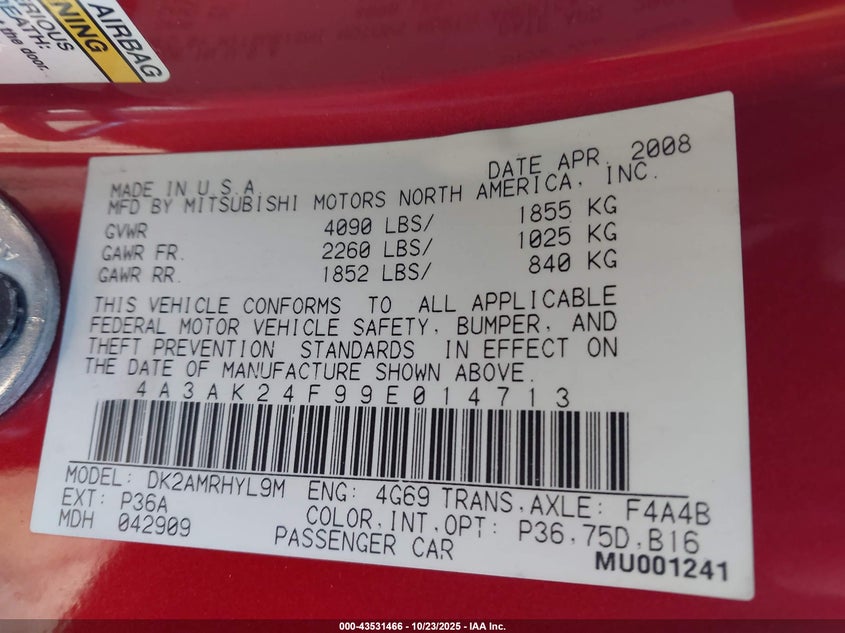 AIRBAG
NING
RIOUS
DEATH:
the door.
DATE APR. 2008
MADE IN U.S.A.
MFD BY MITSUBISHI MOTORS NORTH AMERICA, INC.
GVWR 4090 LBS/ 1855 KG
GAWR FR. 2260 LBS/ 1025 KG
GAWR RR. 1852 LBS/ 840 KG
THIS VEHICLE CONFORMS TO ALL APPLICABLE
FEDERAL MOTOR VEHICLE SAFETY, BUMPER, AND
THEFT PREVENTION STANDARDS IN EFFECT ON
THE DATE OF MANUFACTURE SHOWN ABOVE.
4A3AK24F99E014713
MODEL: DK2AMRHYL9M ENG: 4G69 TRANS,AXLE: F4A4B
EXT: P36A COLOR,INT,OPT: P36,75D,B16
MDH 042909 PASSENGER CAR
MU001241
000-43531466 - 10/23/2025 - IAA Inc.